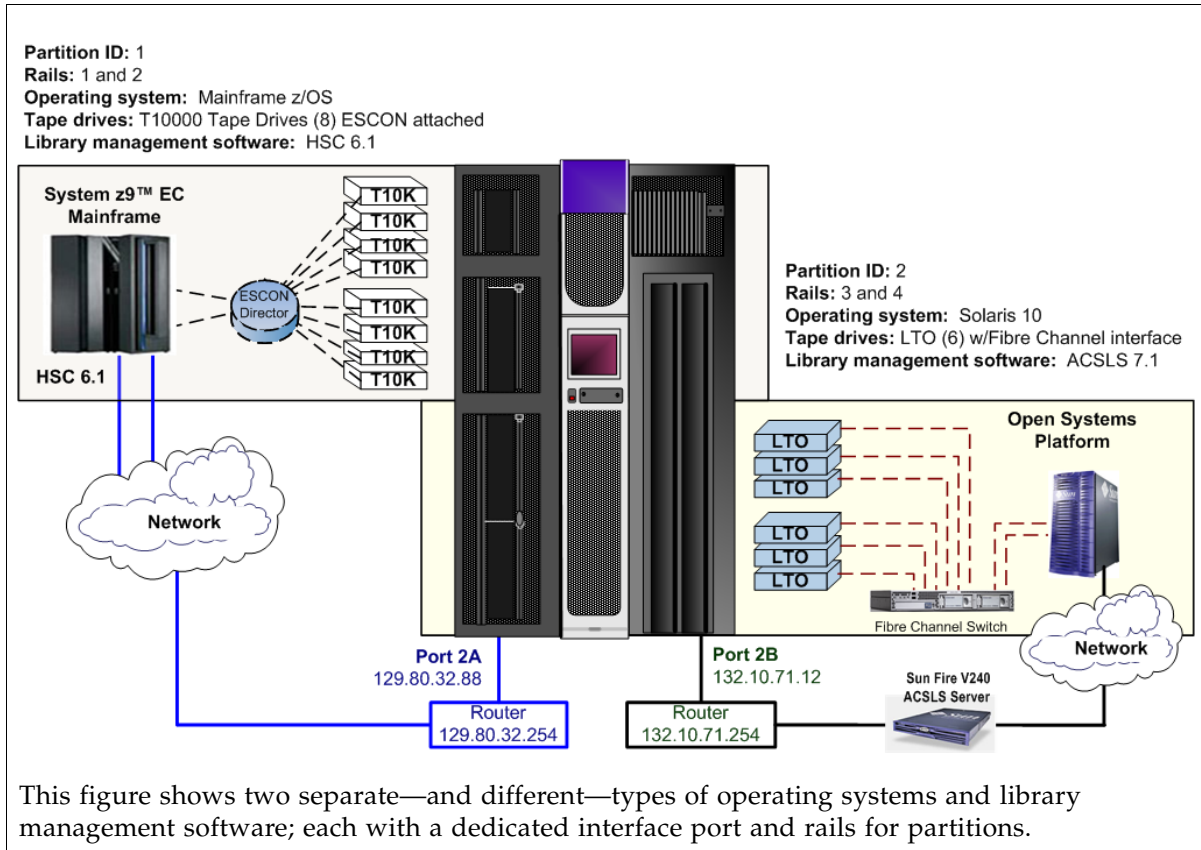 Partition ID: 1
Rails: 1 and 2
Operating system: Mainframe z/OS
Tape drives: T10000 Tape Drives (8) ESCON attached
Library management software: HSC 6.1
System z9™ EC
Mainframe
HSC 6.1
ESCON
Director
T10K
T10K
T10K
T10K
T10K
T10K
T10K
T10K
Partition ID: 2
Rails: 3 and 4
Operating system: Solaris 10
Tape drives: LTO (6) w/Fibre Channel interface
Library management software: ACSLS 7.1
LTO
LTO
LTO
LTO
LTO
LTO
Open Systems
Platform
Fibre Channel Switch
Network
Network
Port 2A
129.80.32.88
Router
129.80.32.254
Port 2B
132.10.71.12
Router
132.10.71.254
Sun Fire V240
ACSLS Server
Sun
This figure shows two separate—and different—types of operating systems and library
management software; each with a dedicated interface port and rails for partitions.